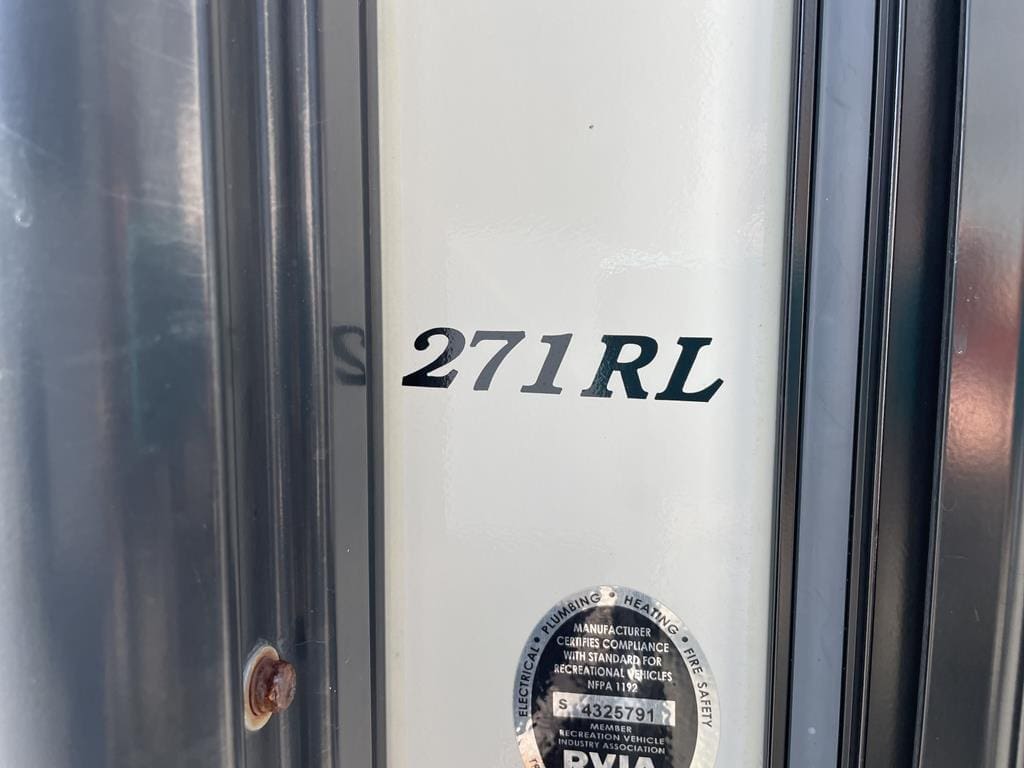 271RL
ELECTRICAL • PLUMBING • HEATING • FIRE SAFETY
MANUFACTURER
CERTIFIES COMPLIANCE
WITH STANDARD FOR
RECREATIONAL VEHICLES
NFPA 1192
S 4325791
MEMBER
RECREATION VEHICLE
INDUSTRY ASSOCIATION
RVIA